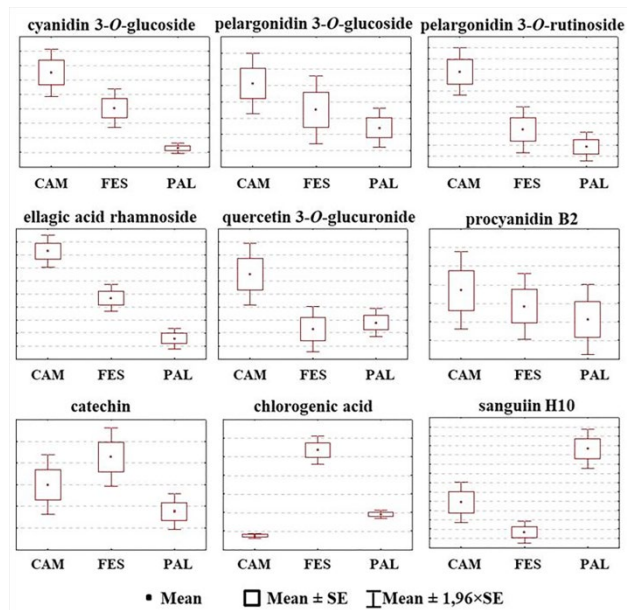 cyanidin 3-O-glucoside pelargonidin 3-O-glucoside pelargonidin 3-O-rutinoside
CAM FES PAL CAM FES PAL CAM FES PAL
ellagic acid rhamnoside quercetin 3-O-glucuronide procyanidin B2
CAM FES PAL CAM FES PAL CAM FES PAL
catechin chlorogenic acid sanguiin H10
CAM FES PAL CAM FES PAL CAM FES PAL
Mean Mean ± SE Mean ± 1,96×SE